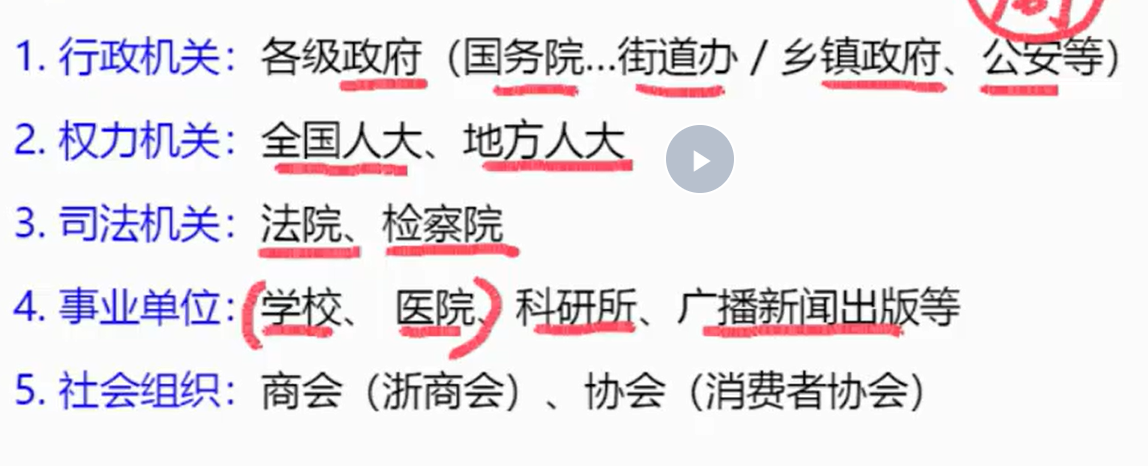 1. 行政机关：各级政府（国务院...街道办 / 乡镇政府、公安等）
2. 权力机关：全国人大、地方人大
3. 司法机关：法院、检察院
4. 事业单位：学校、 医院、科研所、广播新闻出版等
5. 社会组织：商会（浙商会）、协会（消费者协会）